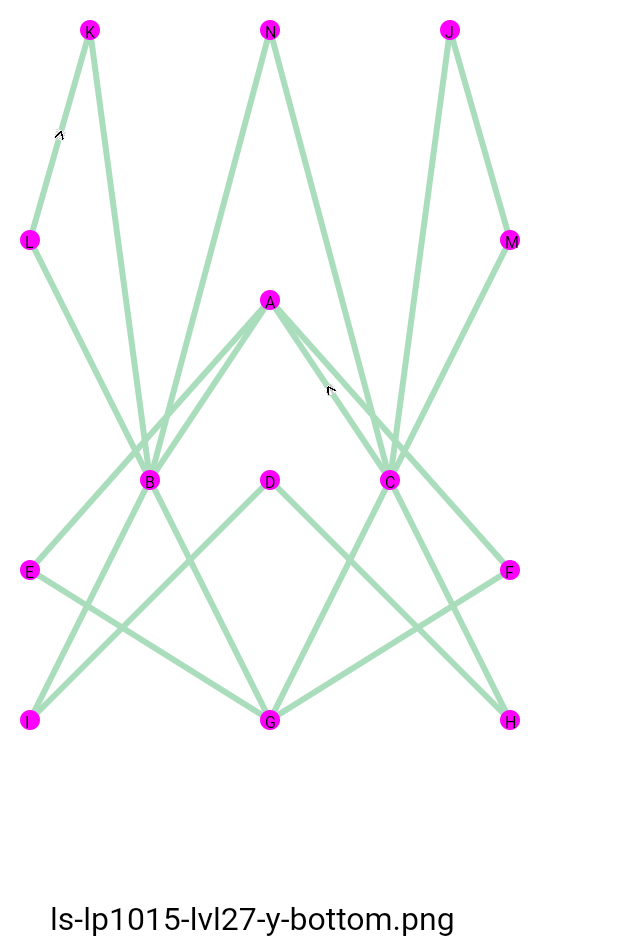 K N J
L M
A
B D C
E F
I G H
ls-lp1015-lvl27-y-bottom.png